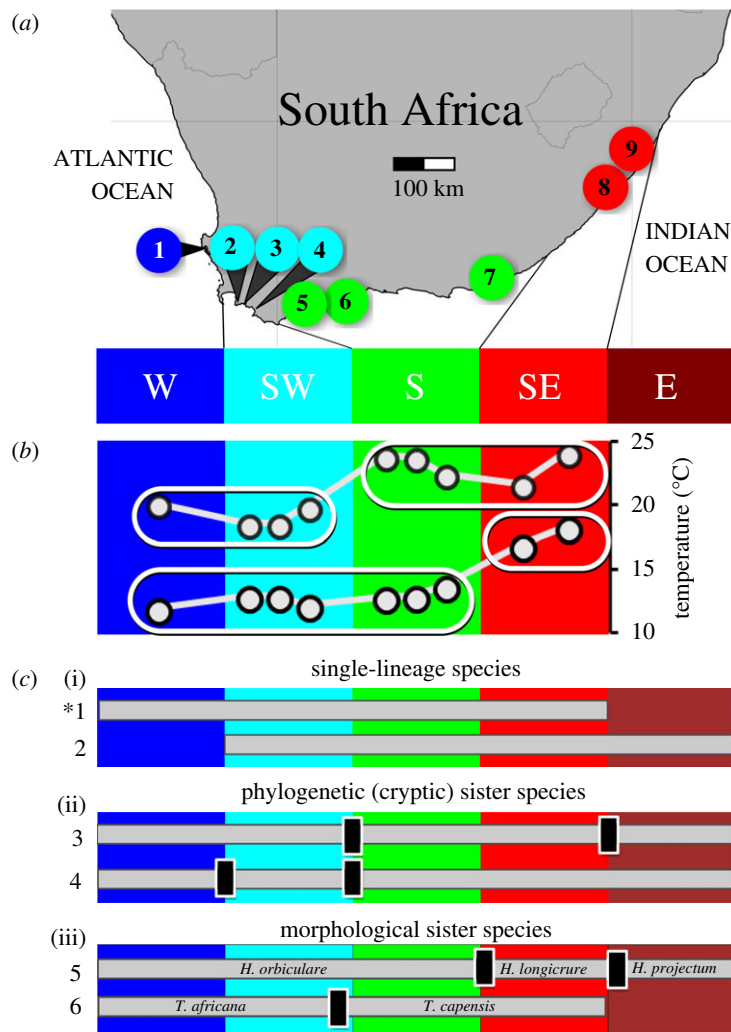 (a)
South Africa
ATLANTIC
OCEAN
100 km
9
8
1
2
3
4
INDIAN
OCEAN
7
5
6
W
SW
S
SE
E
(b)
25
20
15
10
temperature (°C)
(c)
(i)
single-lineage species
*1
2
(ii)
phylogenetic (cryptic) sister species
3
4
(iii)
morphological sister species
5
H. orbiculare
H. longicrure
H. projectum
6
T. africana
T. capensis